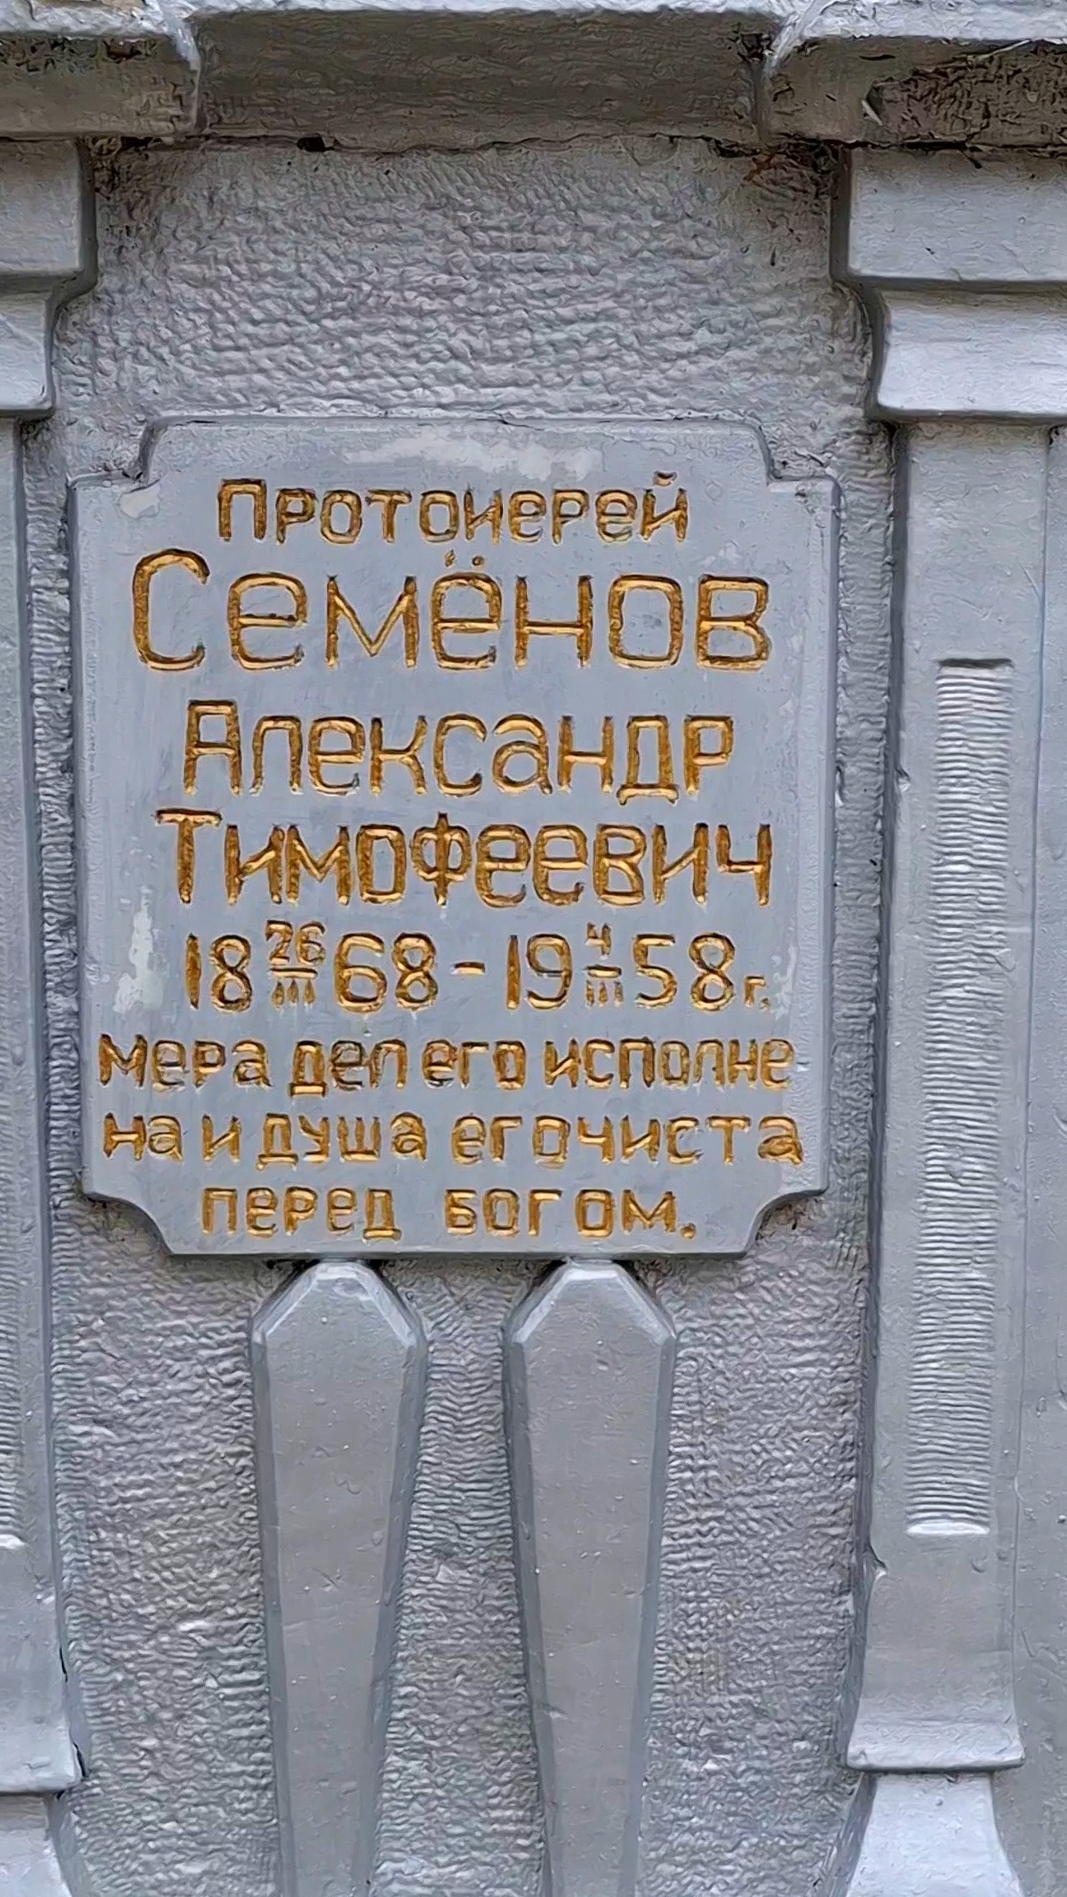 Протоиерей
Семёнов
Александр
Тимофеевич
18 26/III 68 - 19 4/III 58 г.
мера дел его исполне
на и душа его чиста
перед богом.